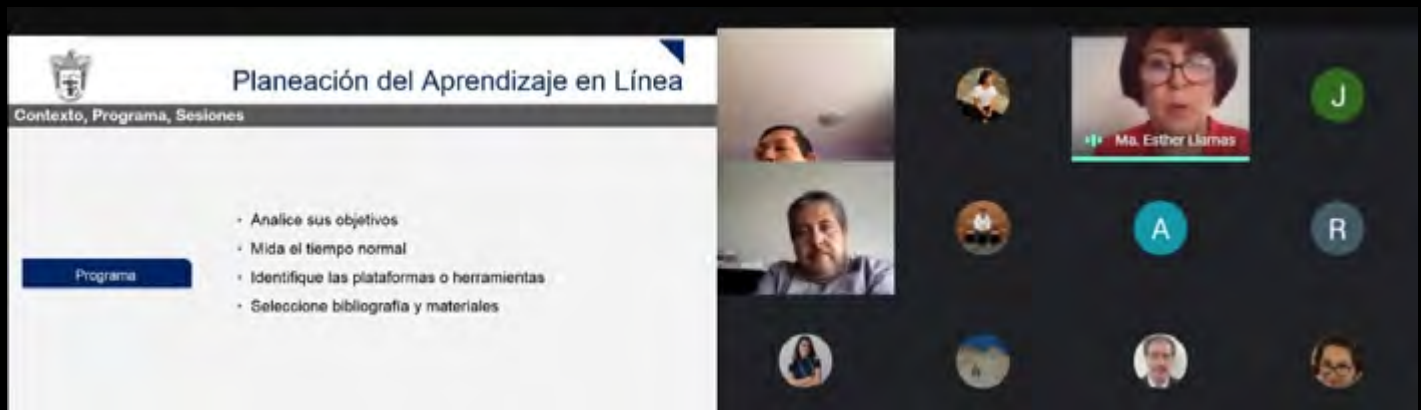 Planeación del Aprendizaje en Línea
Contexto, Programa, Sesiones
Programa
• Analice sus objetivos
• Mida el tiempo normal
• Identifique las plataformas o herramientas
• Seleccione bibliografía y materiales
Ma. Esther Llamas
J
A
R